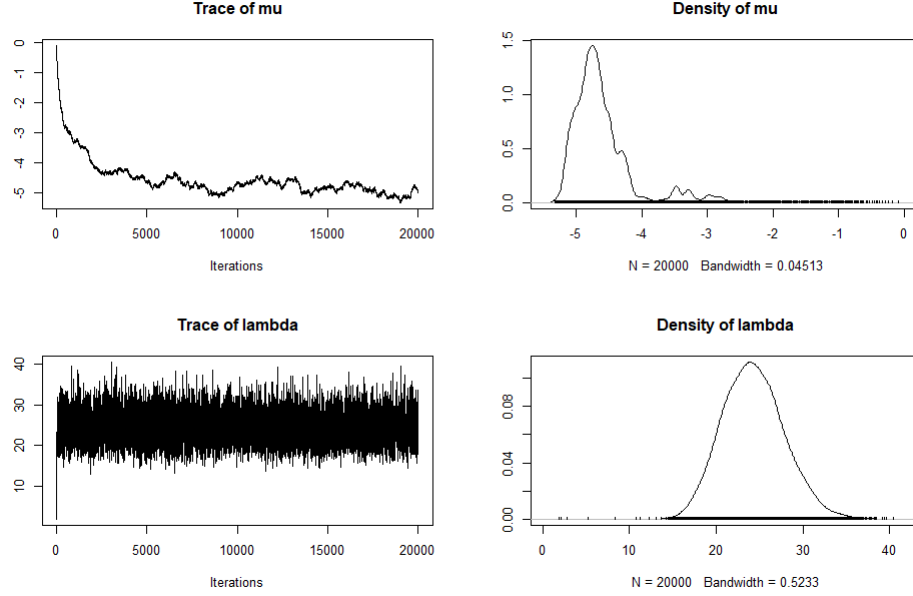 Trace of mu
0
-1
-2
-3
-4
-5
0 5000 10000 15000 20000
Iterations
Density of mu
1.5
1.0
0.5
0.0
-5 -4 -3 -2 -1 0
N = 20000 Bandwidth = 0.04513
Trace of lambda
40
30
20
10
0 5000 10000 15000 20000
Iterations
Density of lambda
0.08
0.04
0.00
0 10 20 30 40
N = 20000 Bandwidth = 0.5233